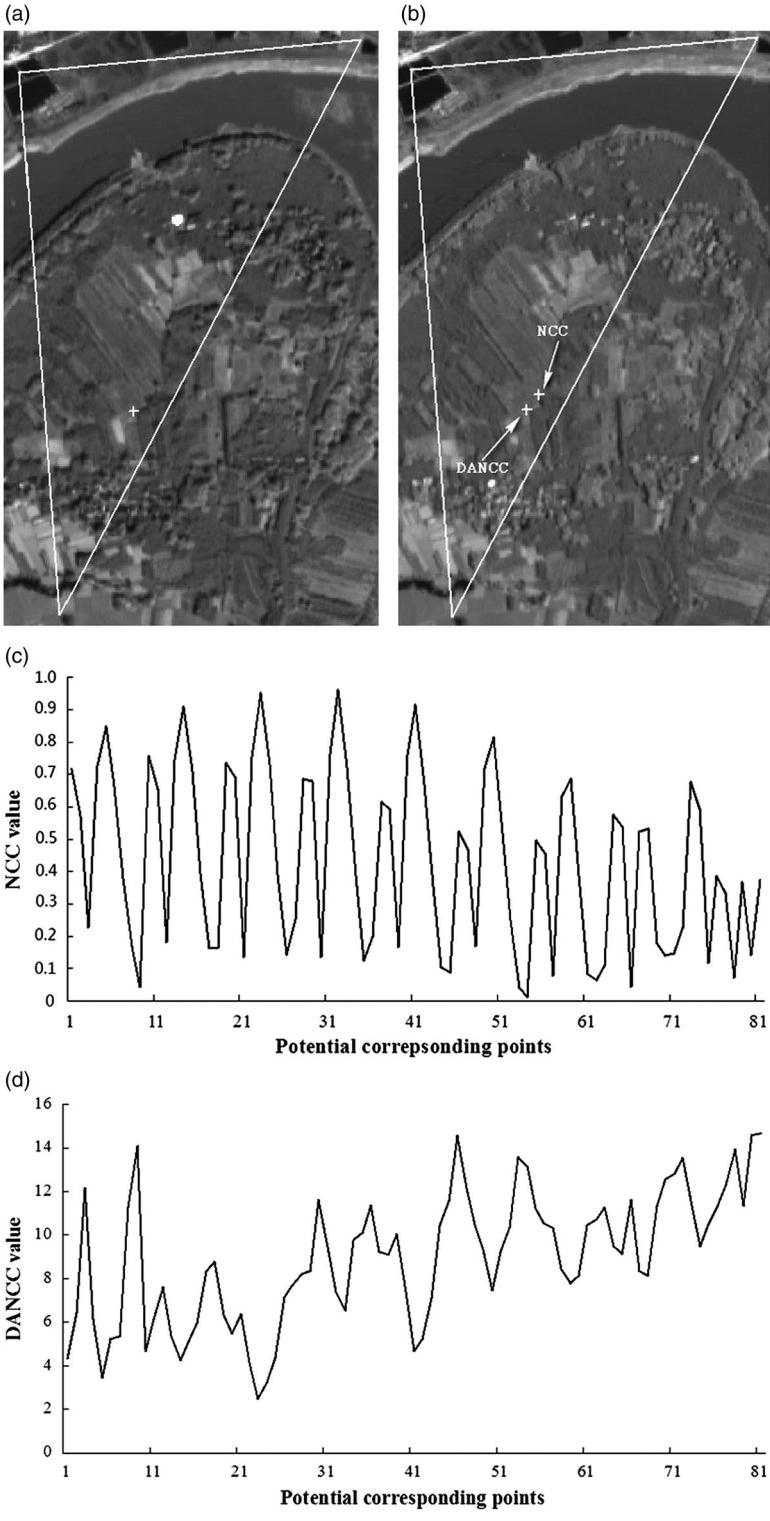 (a)
(b)
NCC
DANCC
(c)
1.0
0.9
0.8
0.7
0.6
0.5
0.4
0.3
0.2
0.1
0
NCC value
1 11 21 31 41 51 61 71 81
Potential correpsonding points
(d)
16
14
12
10
8
6
4
2
0
DANCC value
1 11 21 31 41 51 61 71 81
Potential corresponding points